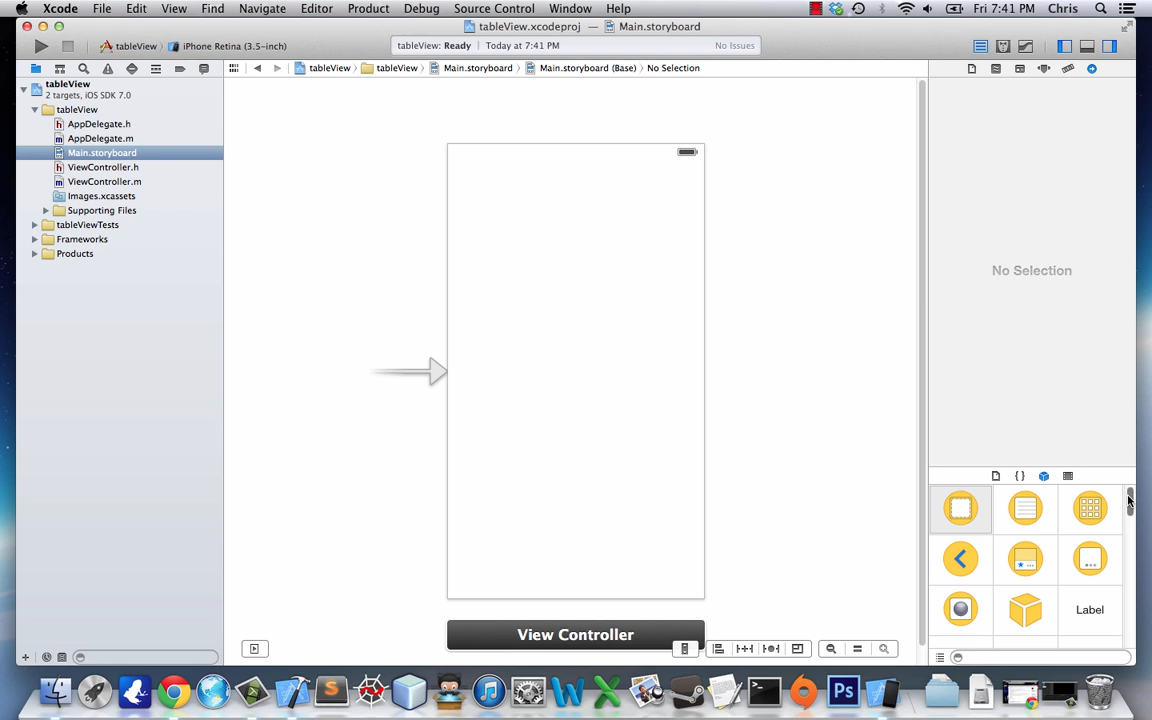 Xcode File Edit View Find Navigate Editor Product Debug Source Control Window Help Fri 7:41 PM Chris
tableView.xcodeproj — Main.storyboard
tableView iPhone Retina (3.5-inch) tableView: Ready Today at 7:41 PM No Issues
tableView tableView Main.storyboard Main.storyboard (Base) No Selection
tableView
2 targets, iOS SDK 7.0
tableView
AppDelegate.h
AppDelegate.m
Main.storyboard
ViewController.h
ViewController.m
Images.xcassets
Supporting Files
tableViewTests
Frameworks
Products
No Selection
Label
View Controller